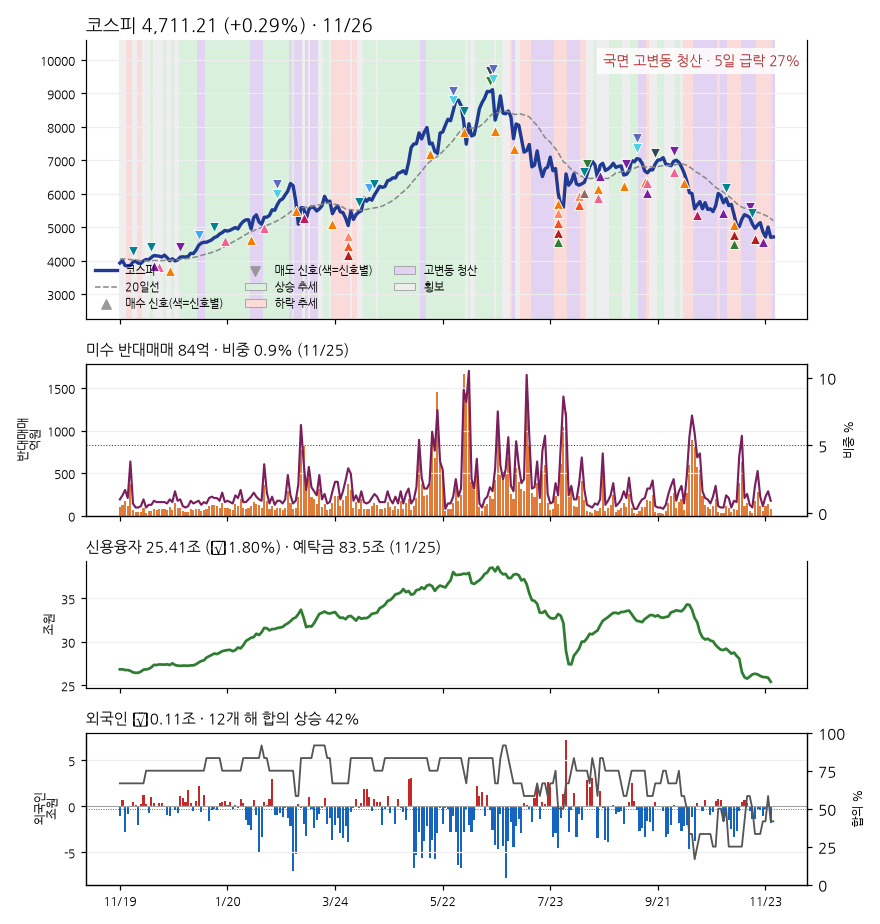 코스피 4,711.21 (+0.29%) · 11/26
국면 고변동 청산 · 5일 급락 27%
10000
9000
8000
7000
6000
5000
4000
3000
코스피
20일선
매수 신호(색=신호별)
매도 신호(색=신호별)
상승 추세
하락 추세
고변동 청산
횡보
미수 반대매매 84억 · 비중 0.9% (11/25)
반대매매
억원
1500
1000
500
0
10
5
0
비중 %
신용융자 25.41조 (√1.80%) · 예탁금 83.5조 (11/25)
조원
35
30
25
외국인 √0.11조 · 12개 해 합의 상승 42%
외국인
조원
5
0
-5
100
75
50
25
0
합의 %
11/19
1/20
3/24
5/22
7/23
9/21
11/23